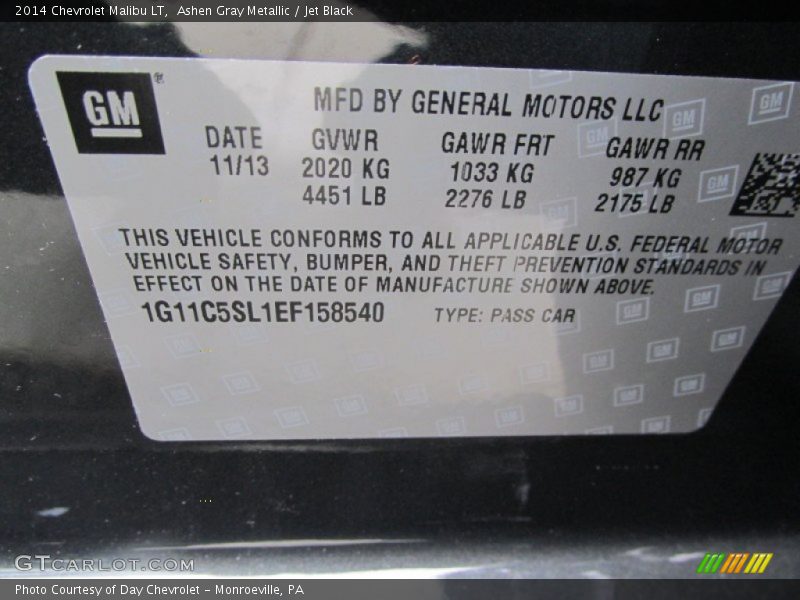 2014 Chevrolet Malibu LT, Ashen Gray Metallic / Jet Black
GM ®
MFD BY GENERAL MOTORS LLC
DATE GVWR GAWR FRT GAWR RR
11/13 2020 KG 1033 KG 987 KG
4451 LB 2276 LB 2175 LB
THIS VEHICLE CONFORMS TO ALL APPLICABLE U.S. FEDERAL MOTOR
VEHICLE SAFETY, BUMPER, AND THEFT PREVENTION STANDARDS IN
EFFECT ON THE DATE OF MANUFACTURE SHOWN ABOVE.
1G11C5SL1EF158540 TYPE: PASS CAR
GTCARLOT.COM
Photo Courtesy of Day Chevrolet - Monroeville, PA